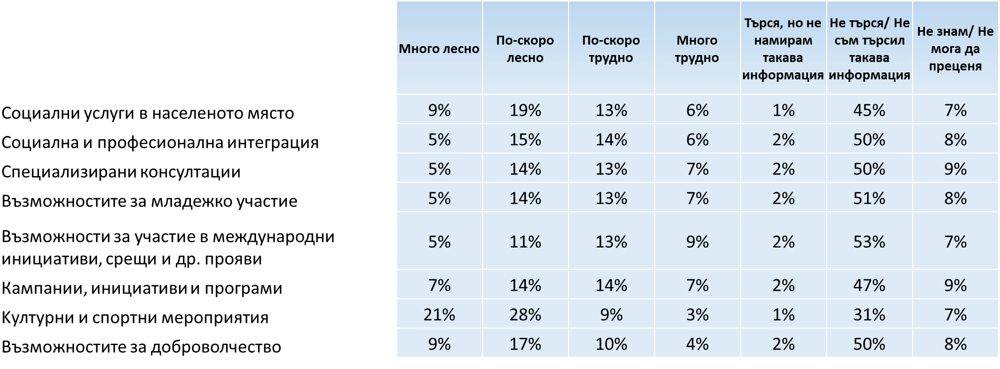 Много лесно
По-скоро
лесно
По-скоро
трудно
Много
трудно
Търся, но не
намирам
такава
информация
Не търся/ Не
съм търсил
такава
информация
Не знам/ Не
мога да
преценя
Социални услуги в населеното място 9% 19% 13% 6% 1% 45% 7%
Социална и професионална интеграция 5% 15% 14% 6% 2% 50% 8%
Специализирани консултации 5% 14% 13% 7% 2% 50% 9%
Възможностите за младежко участие 5% 14% 13% 7% 2% 51% 8%
Възможности за участие в международни
инициативи, срещи и др. прояви 5% 11% 13% 9% 2% 53% 7%
Кампании, инициативи и програми 7% 14% 14% 7% 2% 47% 9%
Културни и спортни мероприятия 21% 28% 9% 3% 1% 31% 7%
Възможностите за доброволчество 9% 17% 10% 4% 2% 50% 8%